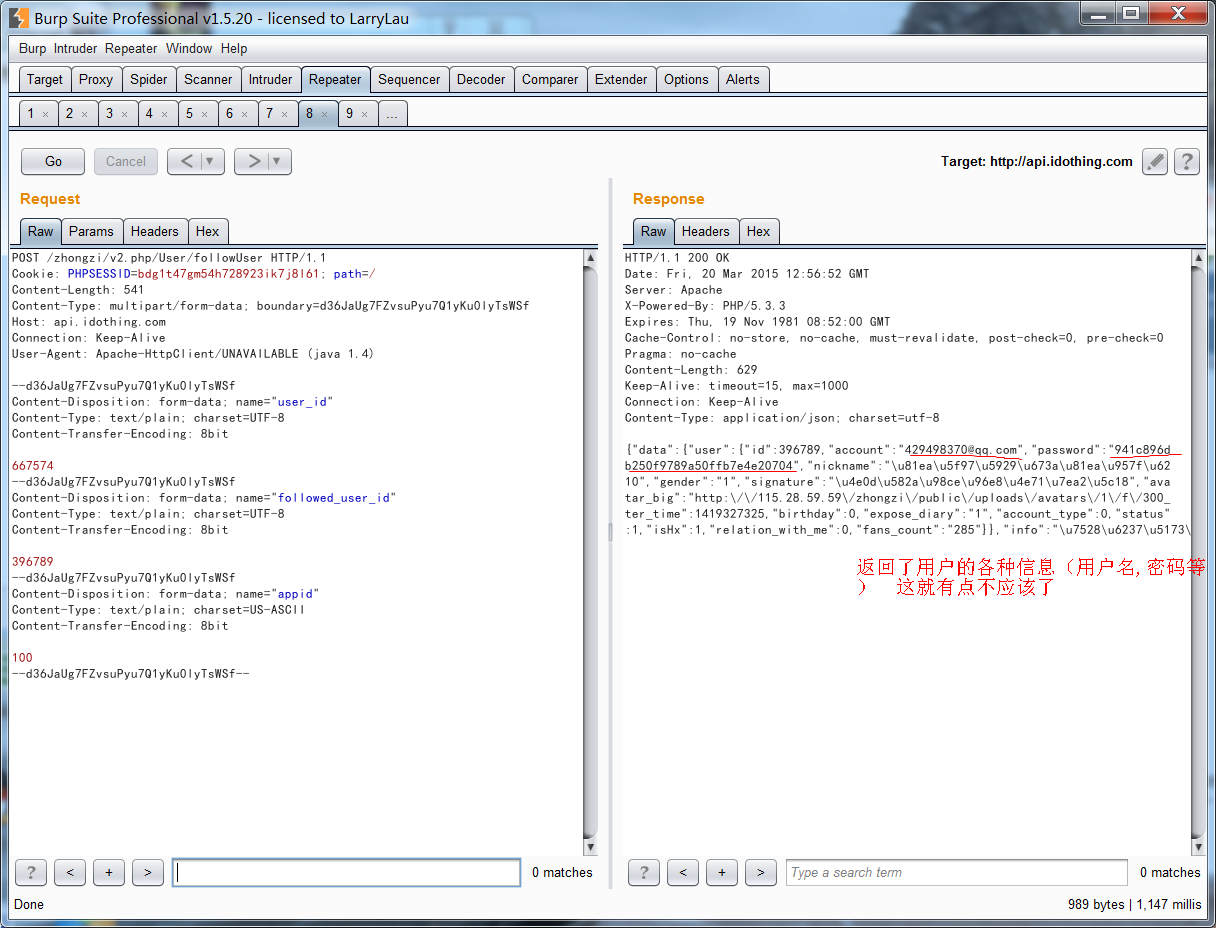 Burp Suite Professional v1.5.20 - licensed to LarryLau
Burp Intruder Repeater Window Help
Target Proxy Spider Scanner Intruder Repeater Sequencer Decoder Comparer Extender Options Alerts
1 × 2 × 3 × 4 × 5 × 6 × 7 × 8 × 9 × ...
Go Cancel < | ▼ > | ▼ Target: http://api.idothing.com ?
Request
Raw Params Headers Hex
POST /zhongzi/v2.php/User/followUser HTTP/1.1
Cookie: PHPSESSID=bdg1t47gm54h728923ik7j8l61; path=/
Content-Length: 541
Content-Type: multipart/form-data; boundary=d36JaUg7FZvsuPyu7Q1yKuOlyTsWSf
Host: api.idothing.com
Connection: Keep-Alive
User-Agent: Apache-HttpClient/UNAVAILABLE (java 1.4)
--d36JaUg7FZvsuPyu7Q1yKuOlyTsWSf
Content-Disposition: form-data; name="user_id"
Content-Type: text/plain; charset=UTF-8
Content-Transfer-Encoding: 8bit
667574
--d36JaUg7FZvsuPyu7Q1yKuOlyTsWSf
Content-Disposition: form-data; name="followed_user_id"
Content-Type: text/plain; charset=UTF-8
Content-Transfer-Encoding: 8bit
396789
--d36JaUg7FZvsuPyu7Q1yKuOlyTsWSf
Content-Disposition: form-data; name="appid"
Content-Type: text/plain; charset=US-ASCII
Content-Transfer-Encoding: 8bit
100
--d36JaUg7FZvsuPyu7Q1yKuOlyTsWSf--
? < + > 0 matches
Response
Raw Headers Hex
HTTP/1.1 200 OK
Date: Fri, 20 Mar 2015 12:56:52 GMT
Server: Apache
X-Powered-By: PHP/5.3.3
Expires: Thu, 19 Nov 1981 08:52:00 GMT
Cache-Control: no-store, no-cache, must-revalidate, post-check=0, pre-check=0
Pragma: no-cache
Content-Length: 629
Keep-Alive: timeout=15, max=1000
Connection: Keep-Alive
Content-Type: application/json; charset=utf-8
{"data":{"user":{"id":396789,"account":"429498370@qq.com","password":"941c896d
b250f9789a50ffb7e4e20704","nickname":"\u81ea\u5f97\u5929\u673a\u81ea\u957f\u62
10","gender":"1","signature":"\u4e0d\u582a\u98ce\u96e8\u4e71\u7ea2\u5c18","ava
tar_big":"http:\/\/115.28.59.59\/zhongzi\/public\/uploads\/avatars\/1\/f\/300_
ter_time":1419327325,"birthday":0,"expose_diary":"1","account_type":0,"status"
:1,"isHx":1,"relation_with_me":0,"fans_count":"285"}},"info":"\u7528\u6237\u5173\
返回了用户的各种信息（用户名,密码等
） 这就有点不应该了
? < + > Type a search term 0 matches
Done 989 bytes | 1,147 millis